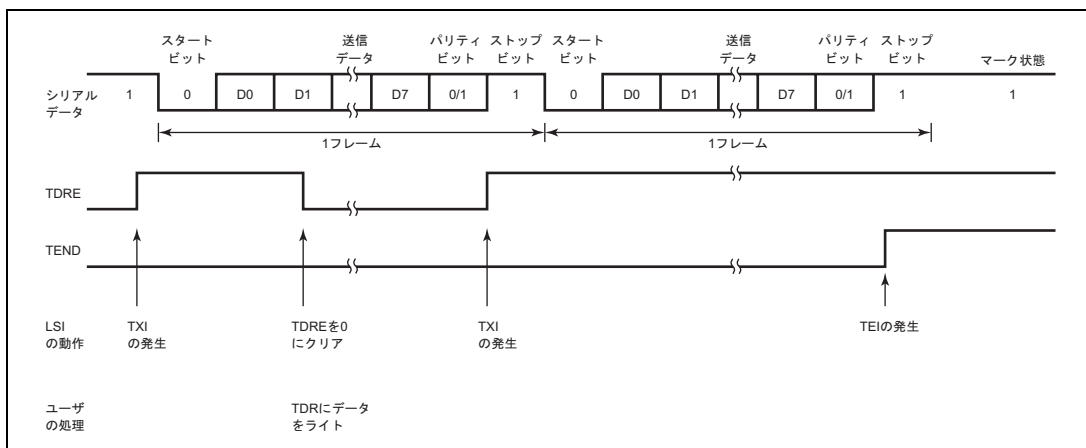 スタート
ビット
送信
データ
パリティ
ビット
ストップ
ビット
スタート
ビット
送信
データ
パリティ
ビット
ストップ
ビット
マーク状態
シリアル
データ
1 0 D0 D1 D7 0/1 1 0 D0 D1 D7 0/1 1 1
1フレーム 1フレーム
TDRE
TEND
LSI
の動作
TXI
の発生
TDREを0
にクリア
TXI
の発生
TEIの発生
ユーザ
の処理
TDRにデータ
をライト